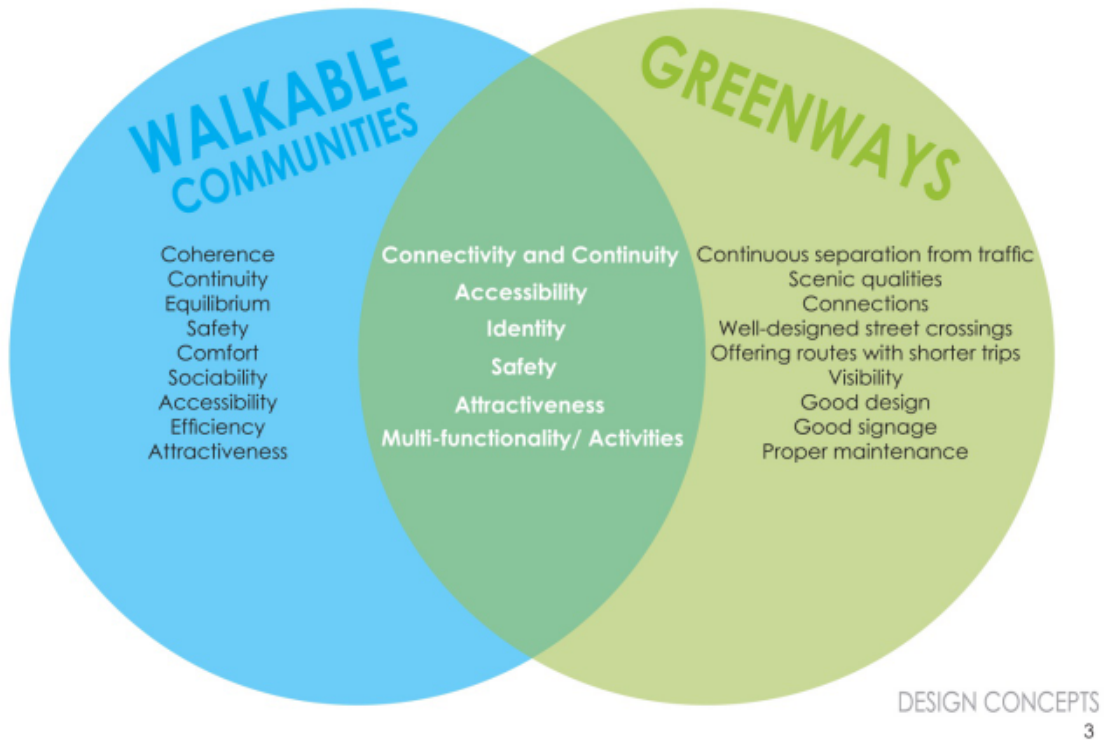 WALKABLE
COMMUNITIES
Coherence
Continuity
Equilibrium
Safety
Comfort
Sociability
Accessibility
Efficiency
Attractiveness
Connectivity and Continuity
Accessibility
Identity
Safety
Attractiveness
Multi-functionality/ Activities
GREENWAYS
Continuous separation from traffic
Scenic qualities
Connections
Well-designed street crossings
Offering routes with shorter trips
Visibility
Good design
Good signage
Proper maintenance
DESIGN CONCEPTS
3